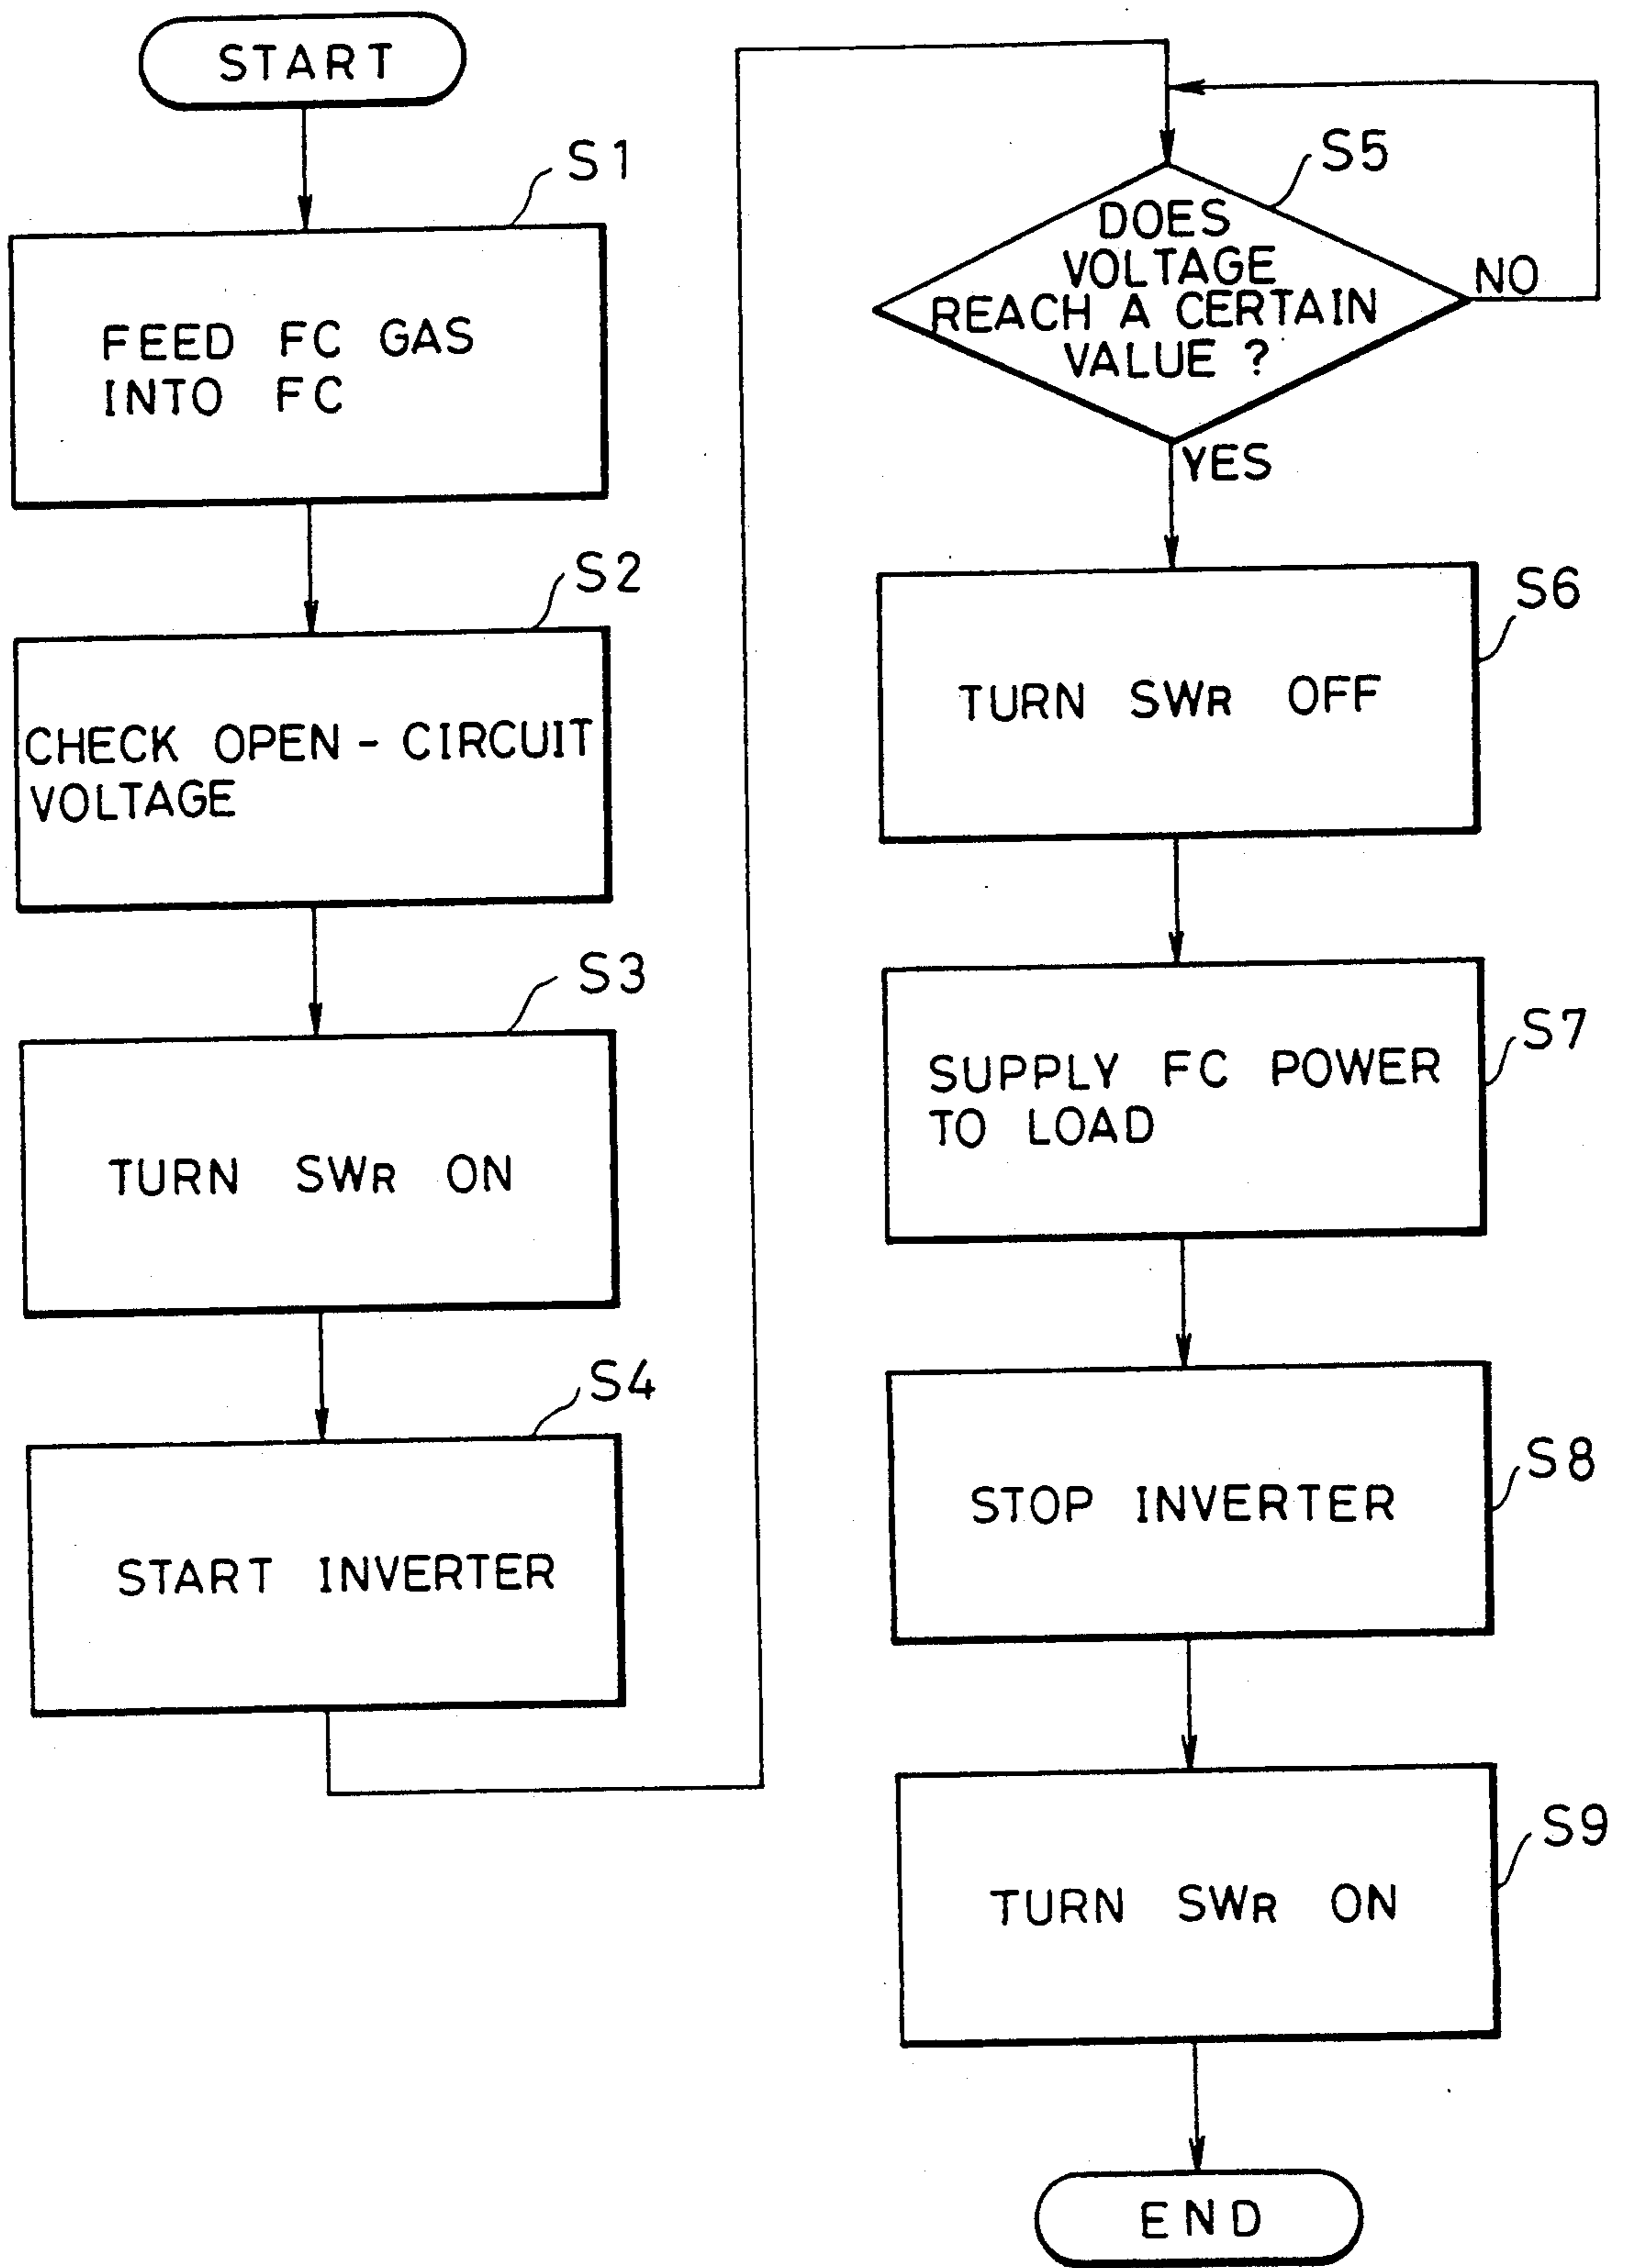 START
S1
FEED FC GAS
INTO FC
S2
CHECK OPEN-CIRCUIT
VOLTAGE
S3
TURN SWR ON
S4
START INVERTER
S5
DOES
VOLTAGE
REACH A CERTAIN
VALUE ?
NO
YES
S6
TURN SWR OFF
S7
SUPPLY FC POWER
TO LOAD
S8
STOP INVERTER
S9
TURN SWR ON
END